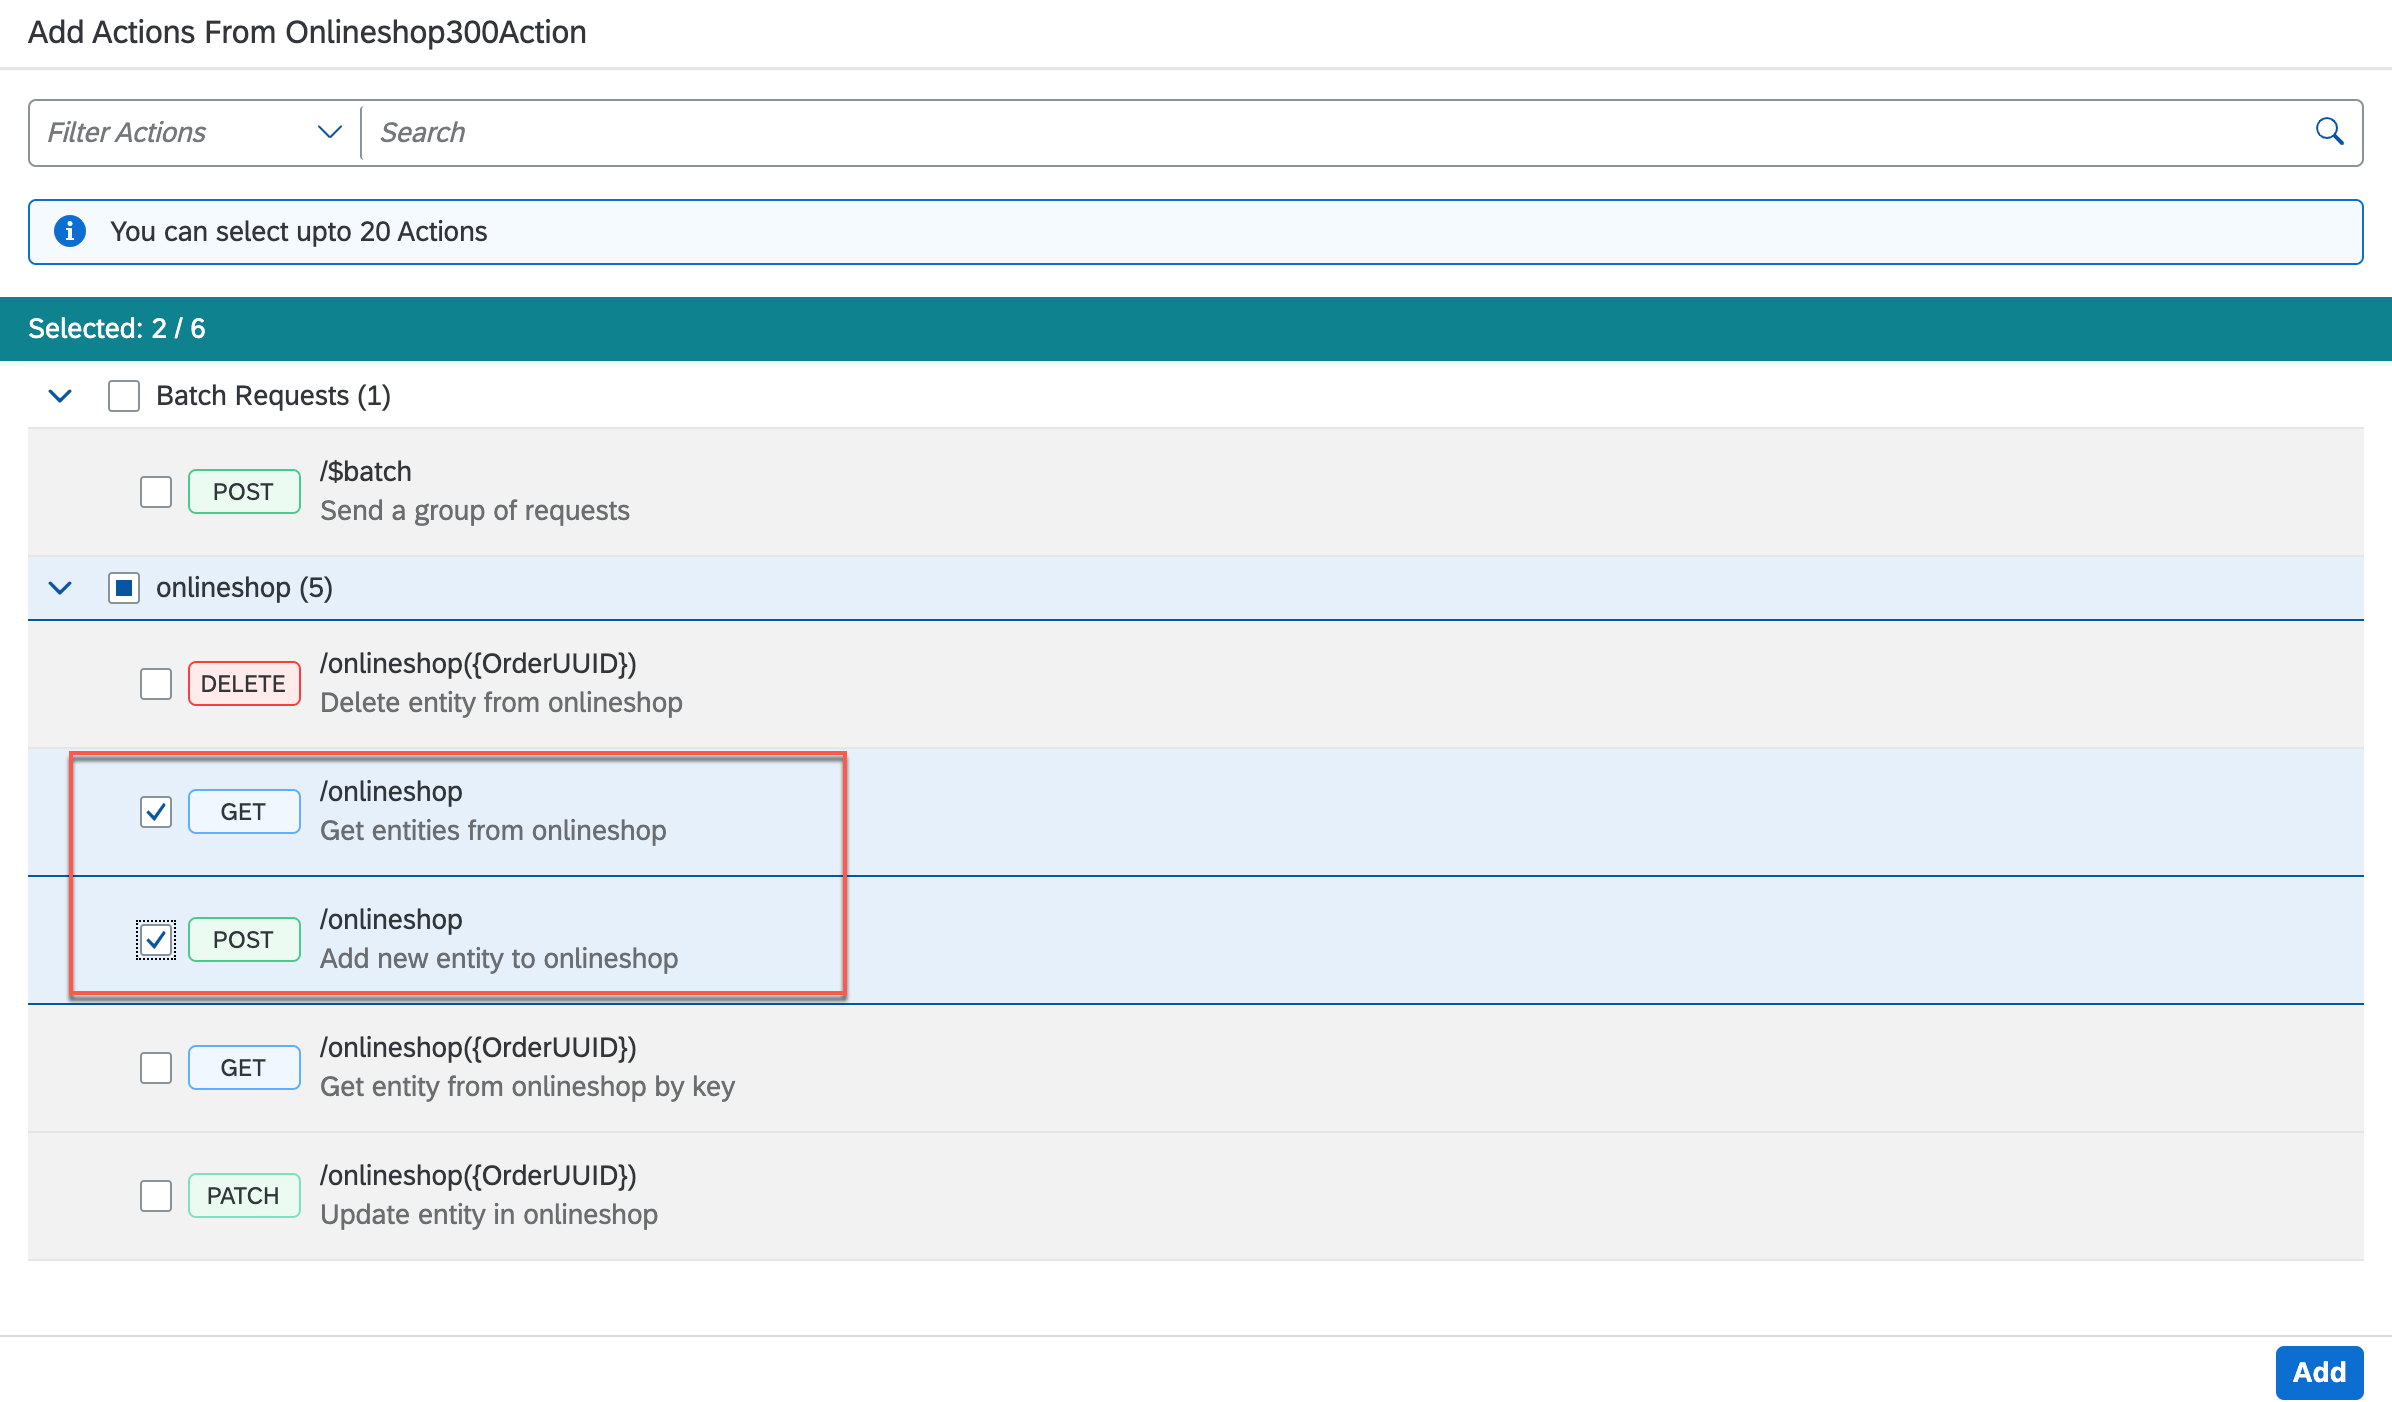 Add Actions From Onlineshop300Action
Filter Actions Search
You can select upto 20 Actions
Selected: 2 / 6
Batch Requests (1)
POST /$batch
Send a group of requests
onlineshop (5)
DELETE /onlineshop({OrderUUID})
Delete entity from onlineshop
GET /onlineshop
Get entities from onlineshop
POST /onlineshop
Add new entity to onlineshop
GET /onlineshop({OrderUUID})
Get entity from onlineshop by key
PATCH /onlineshop({OrderUUID})
Update entity in onlineshop
Add